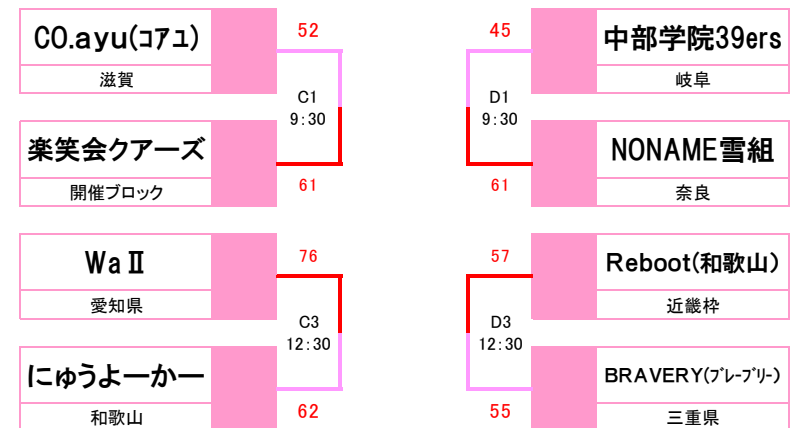 CO.ayu(ｺｱﾕ)
滋賀
52
C1
9:30
楽笑会クアーズ
開催ブロック
61
WaⅡ
愛知県
76
C3
12:30
にゅうよーかー
和歌山
62
45
中部学院39ers
岐阜
D1
9:30
NONAME雪組
奈良
61
57
Reboot(和歌山)
近畿枠
D3
12:30
BRAVERY(ﾌﾞﾚｰﾌﾞﾘｰ)
三重県
55